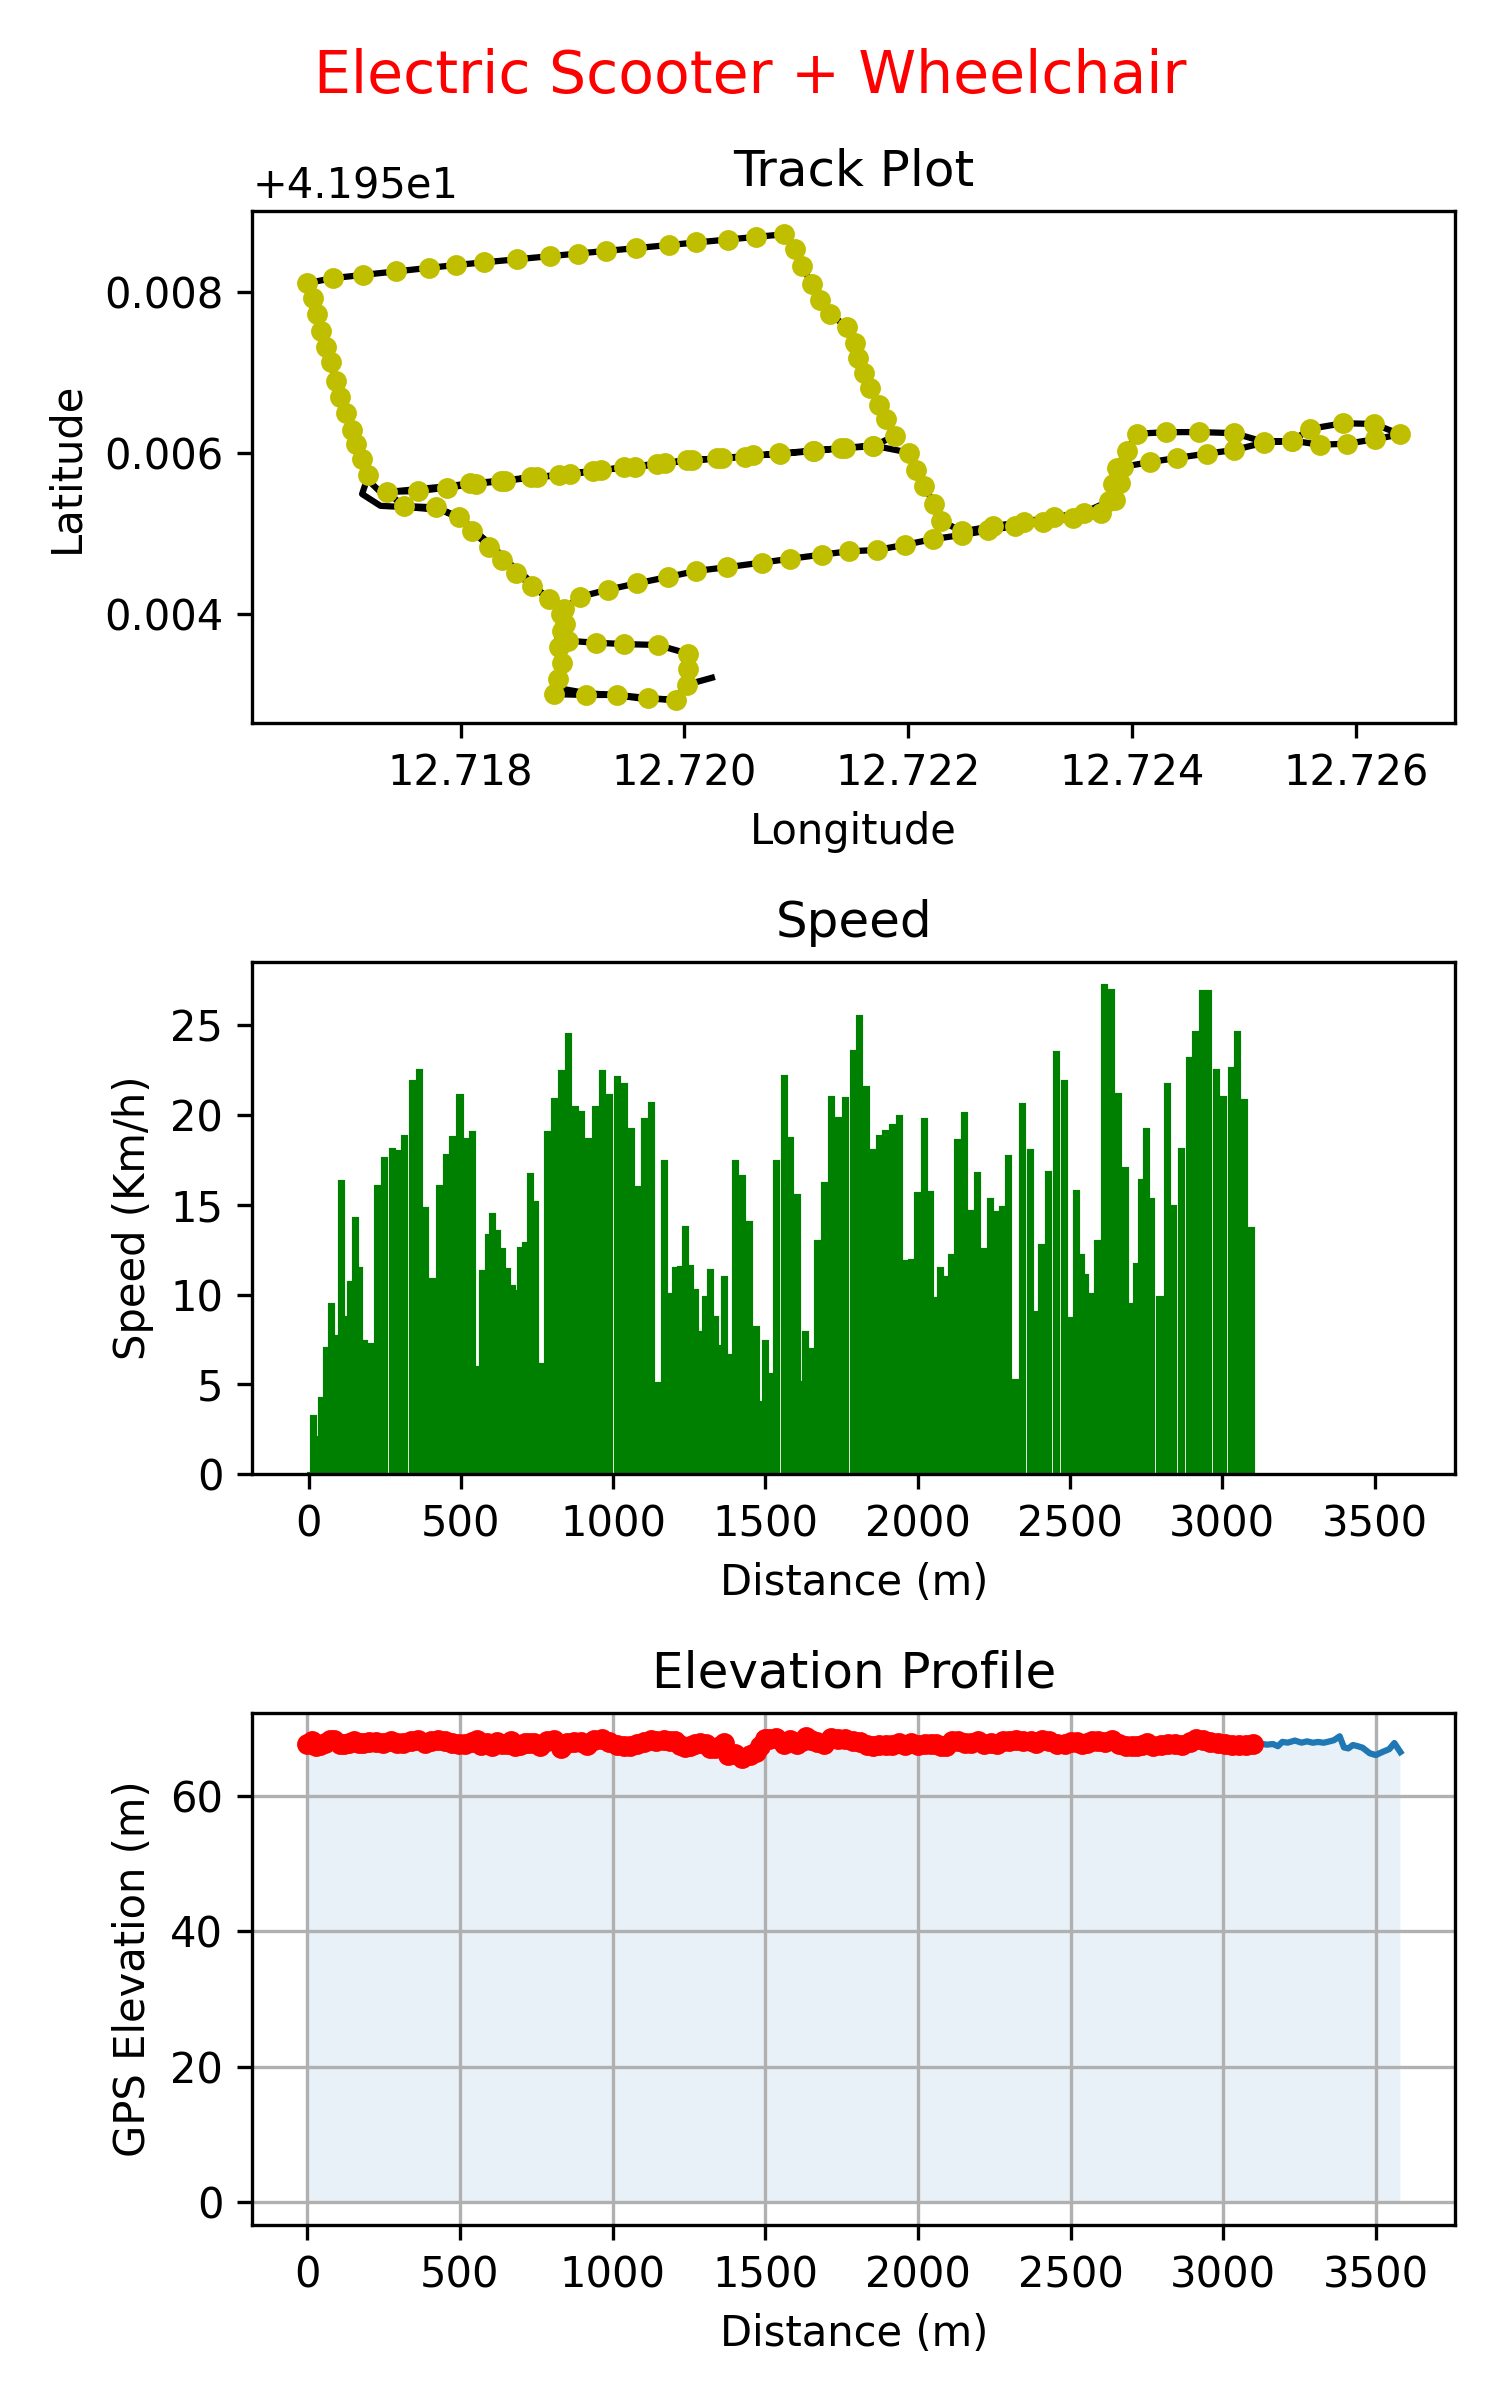 Electric Scooter + Wheelchair
Track Plot
+4.195e1
0.008
0.006
0.004
Latitude
12.718 12.720 12.722 12.724 12.726
Longitude
Speed
25
20
15
10
5
0
Speed (Km/h)
0 500 1000 1500 2000 2500 3000 3500
Distance (m)
Elevation Profile
60
40
20
0
GPS Elevation (m)
0 500 1000 1500 2000 2500 3000 3500
Distance (m)